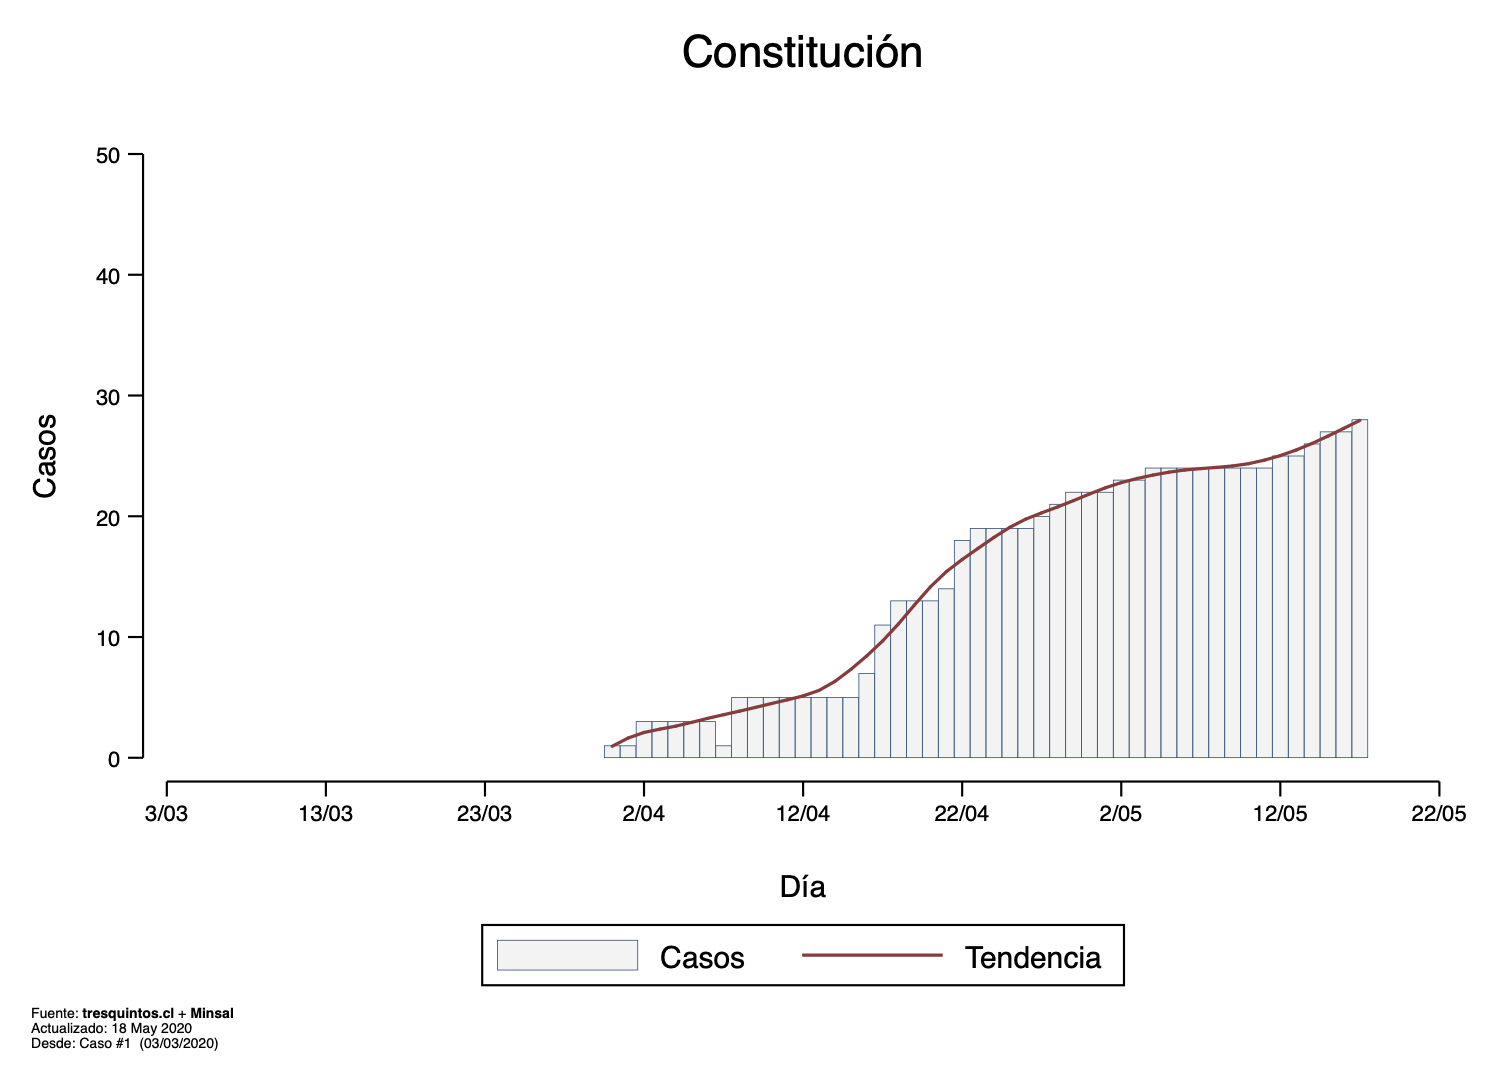 Constitución
50
40
30
20
10
0
Casos
3/03 13/03 23/03 2/04 12/04 22/04 2/05 12/05 22/05
Día
Casos Tendencia
Fuente: tresquintos.cl + Minsal
Actualizado: 18 May 2020
Desde: Caso #1 (03/03/2020)